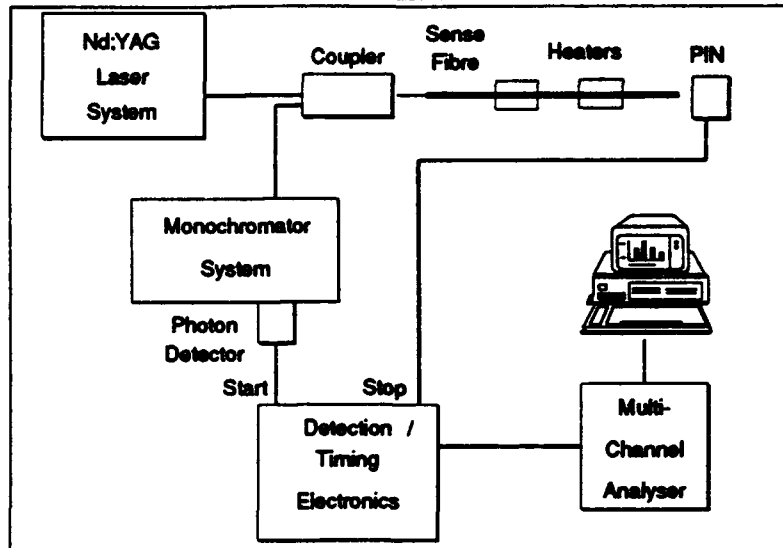 Nd:YAG
Laser
System
Coupler
Sense
Fibre
Heaters
PIN
Monochromator
System
Photon
Detector
Start
Stop
Detection /
Timing
Electronics
Multi-
Channel
Analyser